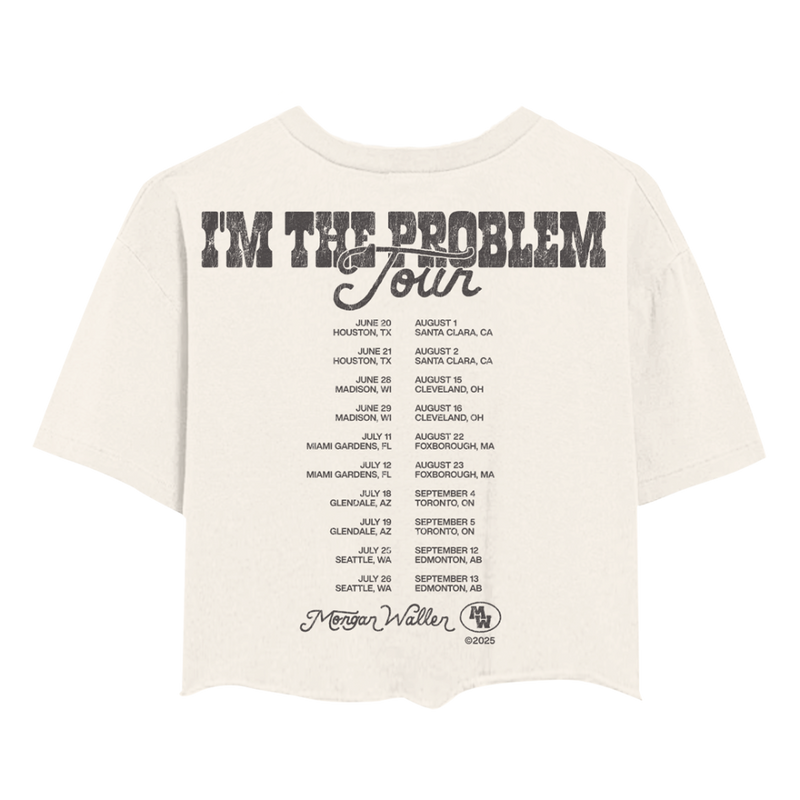 I'M THE PROBLEM
Tour
JUNE 20
HOUSTON, TX
JUNE 21
HOUSTON, TX
JUNE 28
MADISON, WI
JUNE 29
MADISON, WI
JULY 11
MIAMI GARDENS, FL
JULY 12
MIAMI GARDENS, FL
JULY 18
GLENDALE, AZ
JULY 19
GLENDALE, AZ
JULY 25
SEATTLE, WA
JULY 26
SEATTLE, WA
AUGUST 1
SANTA CLARA, CA
AUGUST 2
SANTA CLARA, CA
AUGUST 15
CLEVELAND, OH
AUGUST 16
CLEVELAND, OH
AUGUST 22
FOXBOROUGH, MA
AUGUST 23
FOXBOROUGH, MA
SEPTEMBER 4
TORONTO, ON
SEPTEMBER 5
TORONTO, ON
SEPTEMBER 12
EDMONTON, AB
SEPTEMBER 13
EDMONTON, AB
Morgan Wallen
MW
©2025